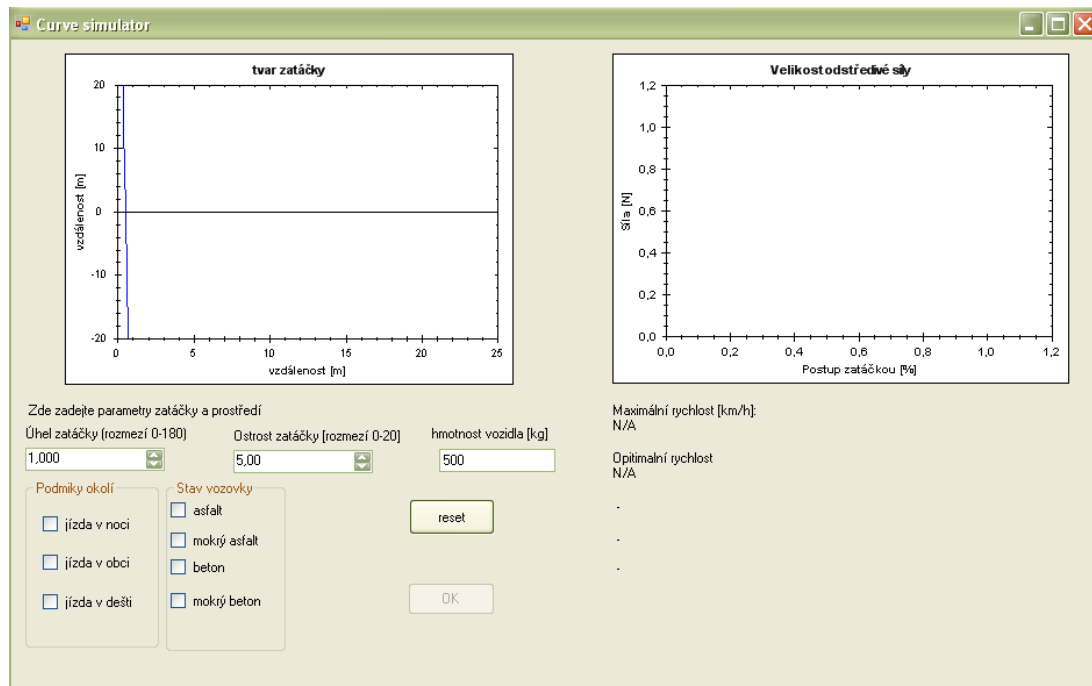 Curve simulator
tvar zatáčky
20
10
0
-10
-20
vzdálenost [m]
0
5
10
15
20
25
vzdálenost [m]
Velikost odstředivé síly
1,2
1,0
0,8
0,6
0,4
0,2
0,0
Síla [N]
0,0
0,2
0,4
0,6
0,8
1,0
1,2
Postup zatáčkou [%]
Zde zadejte parametry zatáčky a prostředí
Úhel zatáčky (rozmezí 0-180)
Ostrost zatáčky [rozmezí 0-20]
hmotnost vozidla [kg]
1,000
5,00
500
Podmiky okolí
jízda v noci
jízda v obci
jízda v dešti
Stav vozovky
asfalt
mokrý asfalt
beton
mokrý beton
reset
OK
Maximální rychlost [km/h]:
N/A
Opitimalní rychlost
N/A
-
-
-